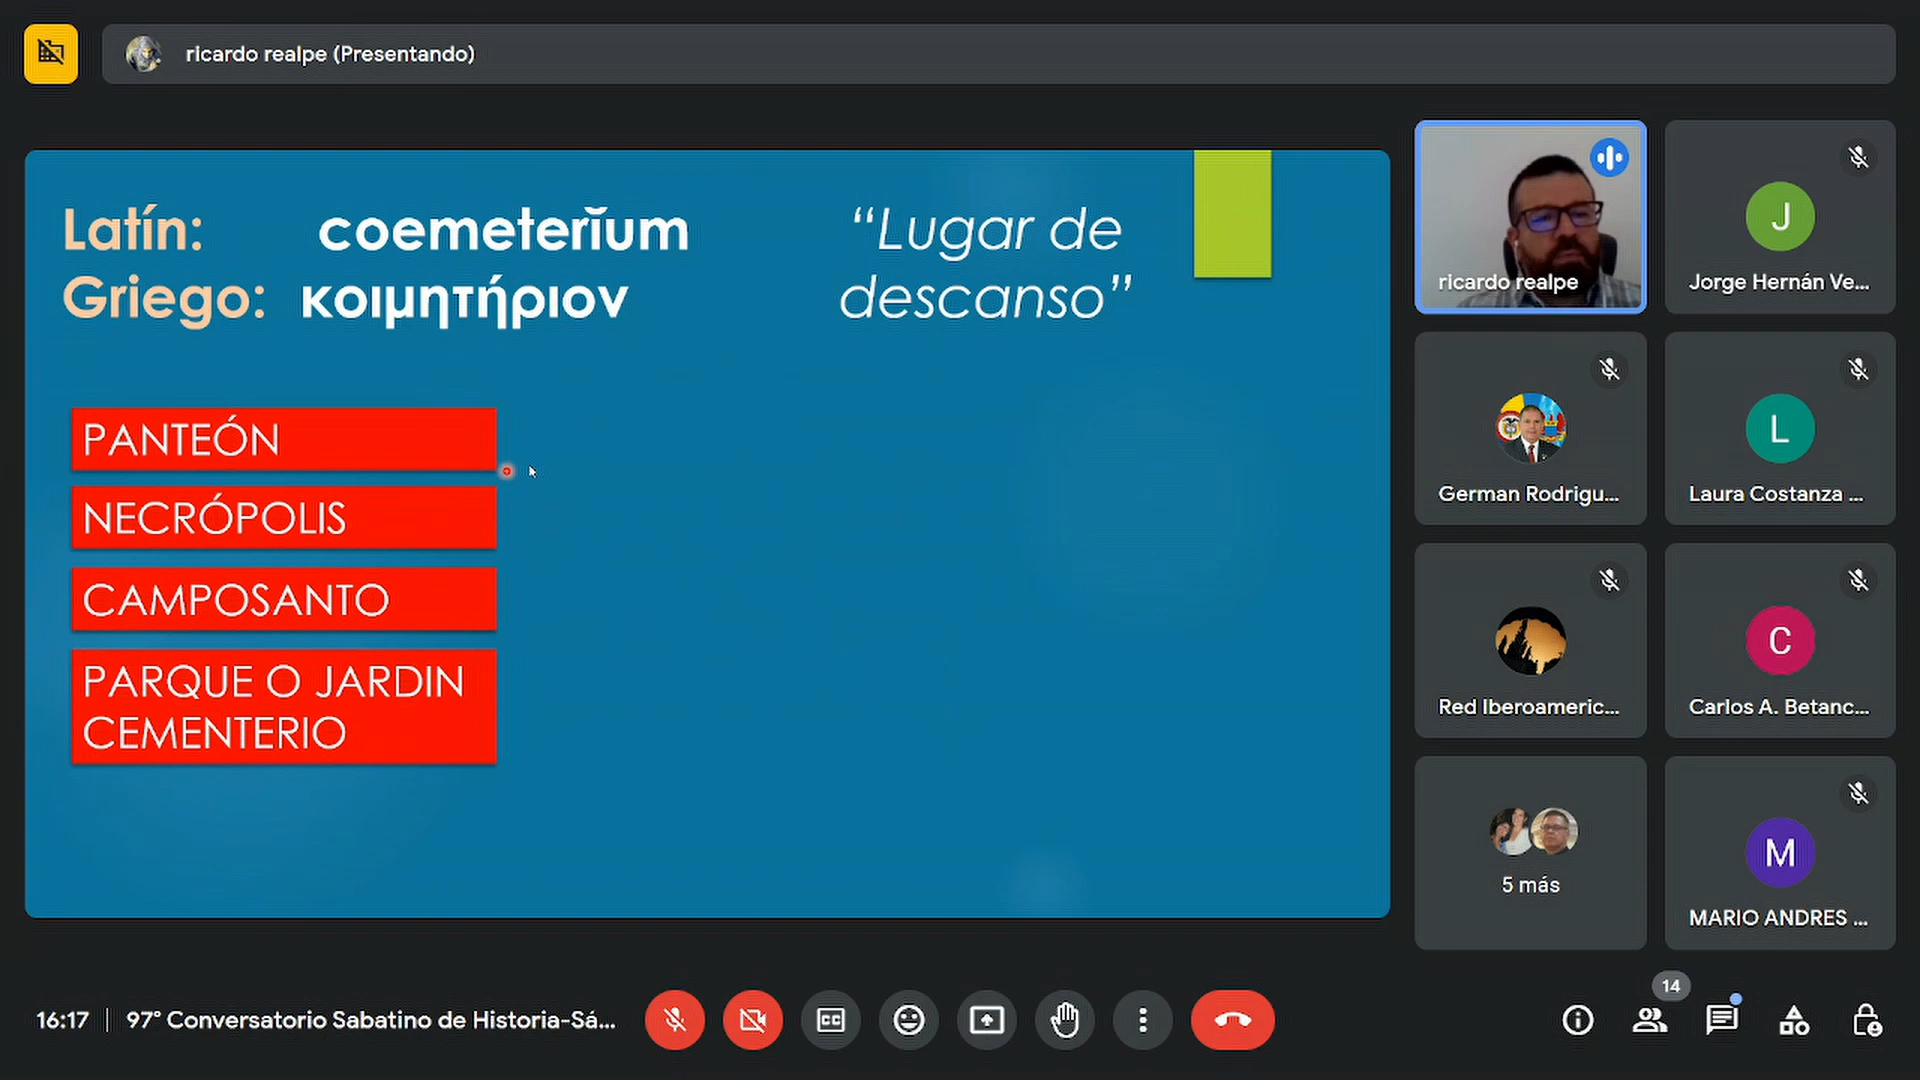 ricardo realpe (Presentando)
Latín: coemeterĭum
Griego: κοιμητήριον
“Lugar de
descanso”
PANTEÓN
NECRÓPOLIS
CAMPOSANTO
PARQUE O JARDIN
CEMENTERIO
ricardo realpe
Jorge Hernán Ve...
J
German Rodrigu...
L
Laura Costanza ...
Red Iberoameric...
C
Carlos A. Betanc...
5 más
M
MARIO ANDRES ...
16:17 | 97° Conversatorio Sabatino de Historia-Sá...
CC
14